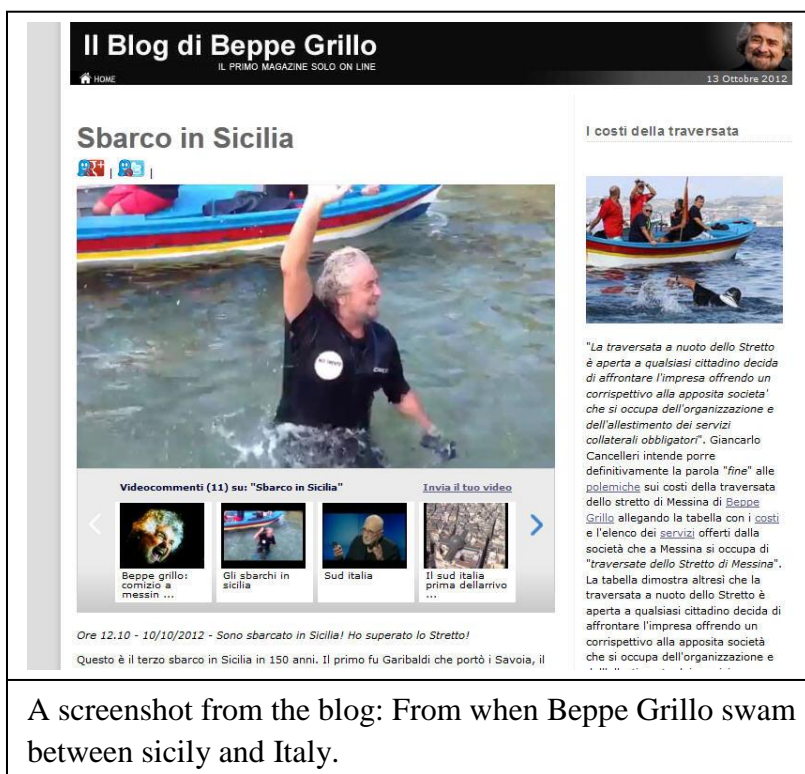 Il Blog di Beppe Grillo
IL PRIMO MAGAZINE SOLO ON LINE
HOME
13 Ottobre 2012
Sbarco in Sicilia
Videocommenti (11) su: "Sbarco in Sicilia"
Invia il tuo video
Beppe grillo:
comizio a
messin ...
Gli sbarchi in
sicilia
Sud italia
Il sud italia
prima dellarrivo
...
Ore 12.10 - 10/10/2012 - Sono sbarcato in Sicilia! Ho superato lo Stretto!
Questo è il terzo sbarco in Sicilia in 150 anni. Il primo fu Garibaldi che portò i Savoia, il
I costi della traversata
"La traversata a nuoto dello Stretto
è aperta a qualsiasi cittadino decida
di affrontare l'impresa offrendo un
corrispettivo alla apposita societa'
che si occupa dell'organizzazione e
dell'allestimento dei servizi
collaterali obbligatori". Giancarlo
Cancelleri intende porre
definitivamente la parola "fine" alle
polemiche sui costi della traversata
dello stretto di Messina di Beppe
Grillo allegando la tabella con i costi
e l'elenco dei servizi offerti dalla
società che a Messina si occupa di
"traversate dello Stretto di Messina".
La tabella dimostra altresì che la
traversata a nuoto dello Stretto è
aperta a qualsiasi cittadino decida di
affrontare l'impresa offrendo un
corrispettivo alla apposita società
che si occupa dell'organizzazione e
A screenshot from the blog: From when Beppe Grillo swam
between sicily and Italy.